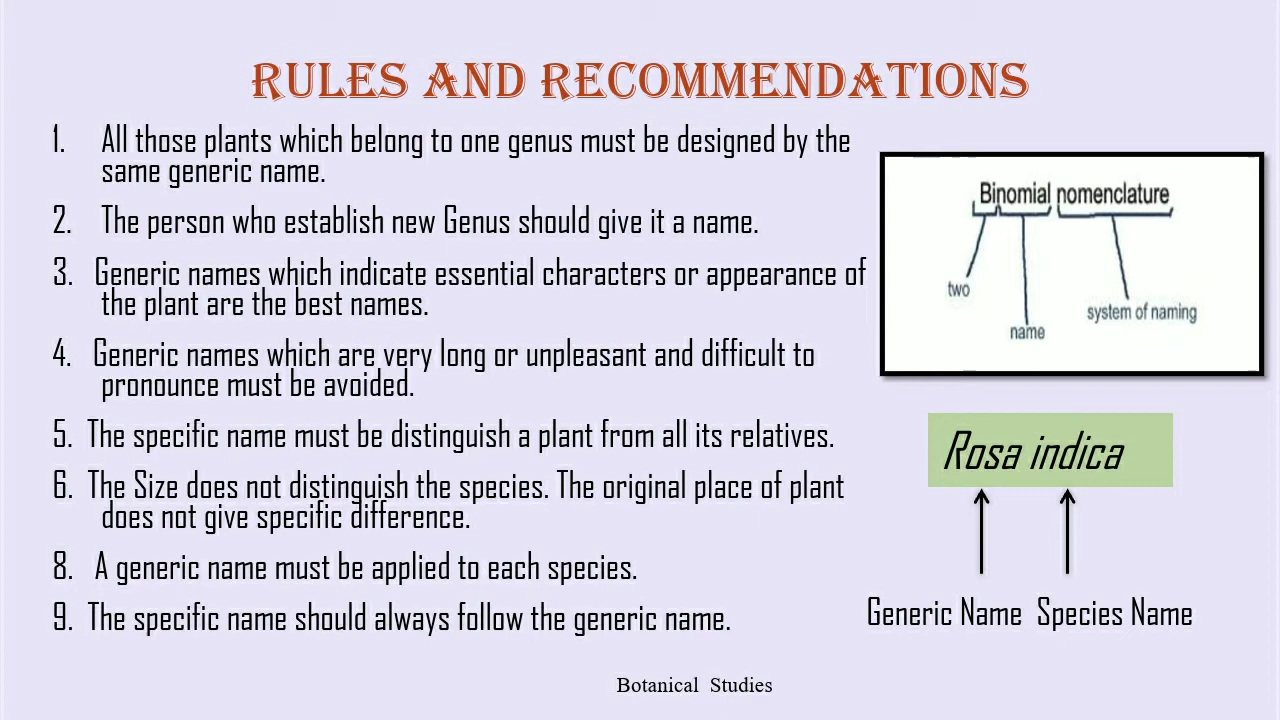 RULES AND RECOMMENDATIONS
1. All those plants which belong to one genus must be designed by the
same generic name.
2. The person who establish new Genus should give it a name.
3. Generic names which indicate essential characters or appearance of
the plant are the best names.
4. Generic names which are very long or unpleasant and difficult to
pronounce must be avoided.
5. The specific name must be distinguish a plant from all its relatives.
6. The Size does not distinguish the species. The original place of plant
does not give specific difference.
8. A generic name must be applied to each species.
9. The specific name should always follow the generic name.
Binomial nomenclature
two
name
system of naming
Rosa indica
Generic Name Species Name
Botanical Studies